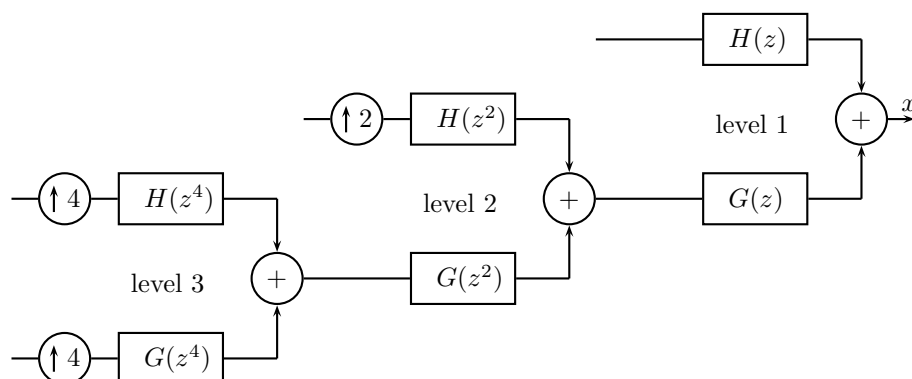 H(z)
x
+
level 1
↑ 2
H(z²)
G(z)
+
level 2
↑ 4
H(z⁴)
G(z²)
+
level 3
↑ 4
G(z⁴)